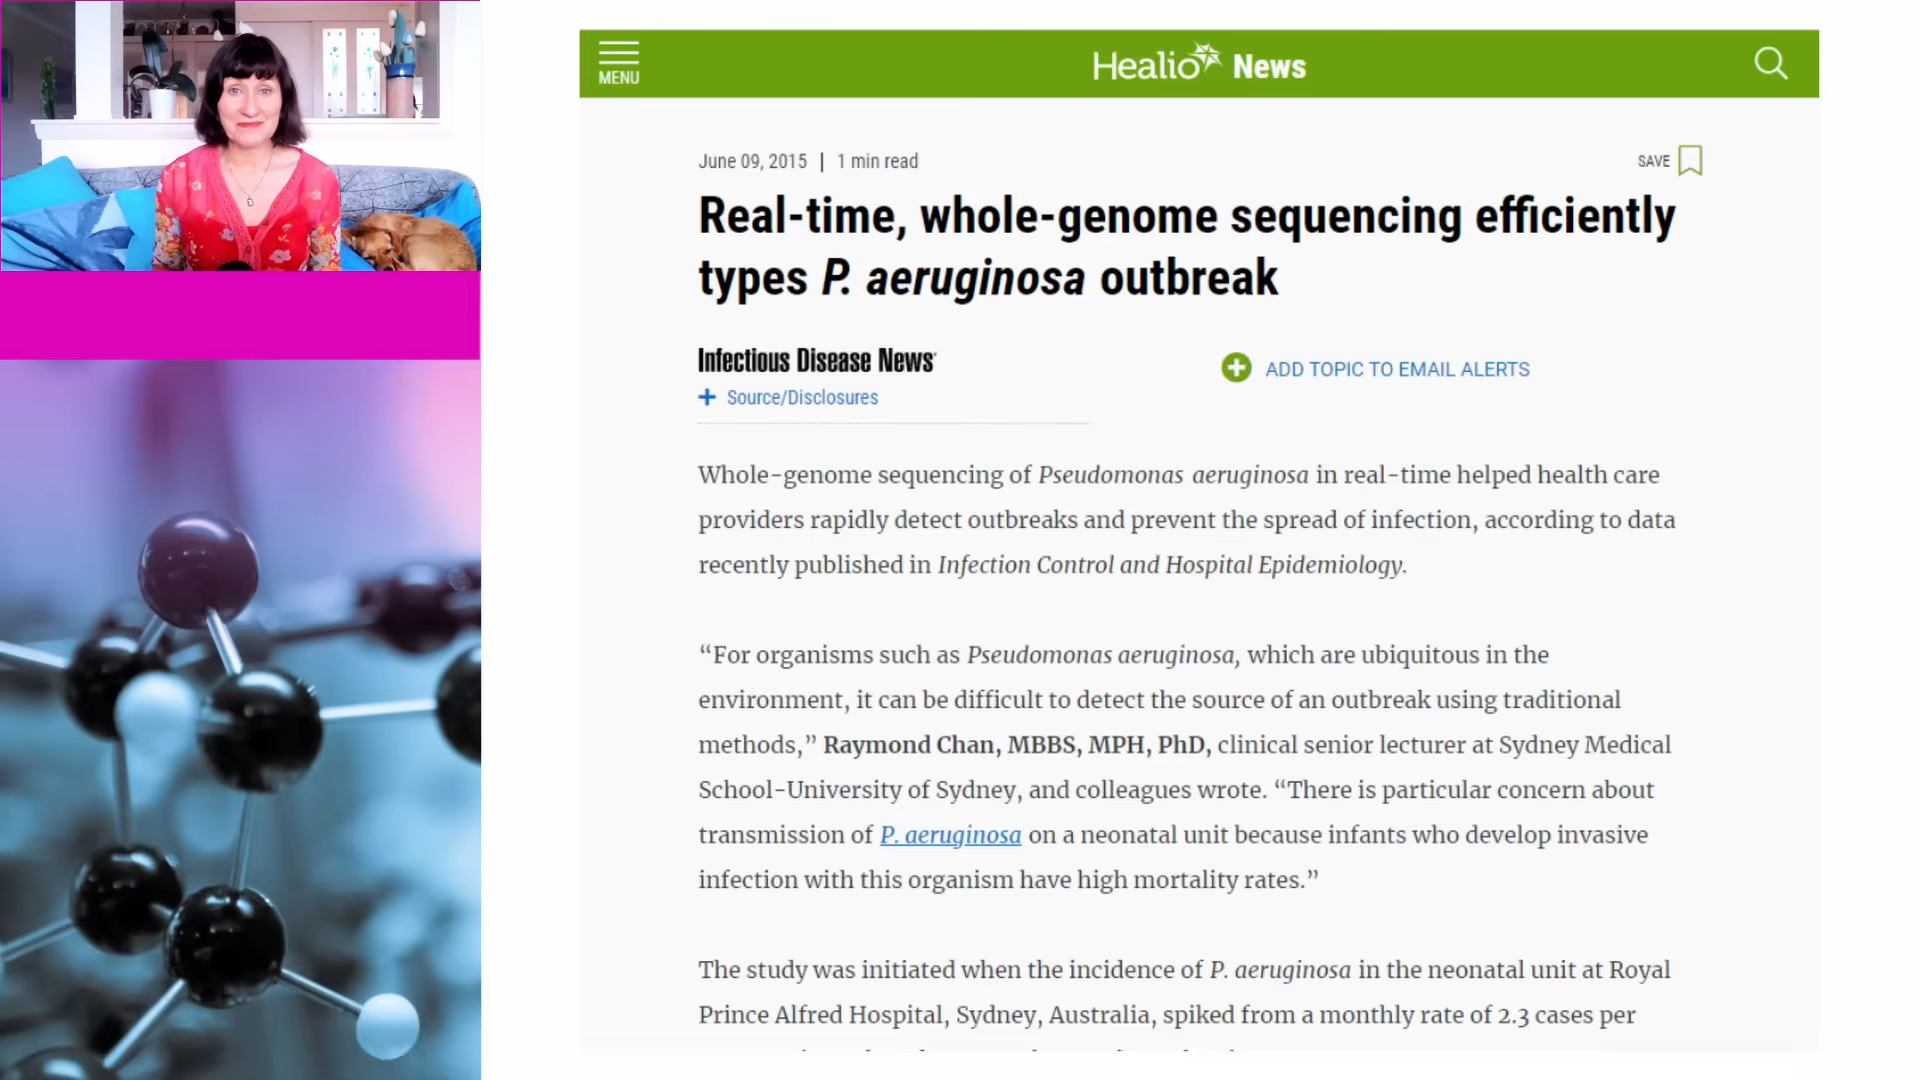 MENU
Healio News
June 09, 2015 | 1 min read
SAVE
Real-time, whole-genome sequencing efficiently
types P. aeruginosa outbreak
Infectious Disease News
+ Source/Disclosures
ADD TOPIC TO EMAIL ALERTS
Whole-genome sequencing of Pseudomonas aeruginosa in real-time helped health care
providers rapidly detect outbreaks and prevent the spread of infection, according to data
recently published in Infection Control and Hospital Epidemiology.
“For organisms such as Pseudomonas aeruginosa, which are ubiquitous in the
environment, it can be difficult to detect the source of an outbreak using traditional
methods,” Raymond Chan, MBBS, MPH, PhD, clinical senior lecturer at Sydney Medical
School-University of Sydney, and colleagues wrote. “There is particular concern about
transmission of P. aeruginosa on a neonatal unit because infants who develop invasive
infection with this organism have high mortality rates.”
The study was initiated when the incidence of P. aeruginosa in the neonatal unit at Royal
Prince Alfred Hospital, Sydney, Australia, spiked from a monthly rate of 2.3 cases per